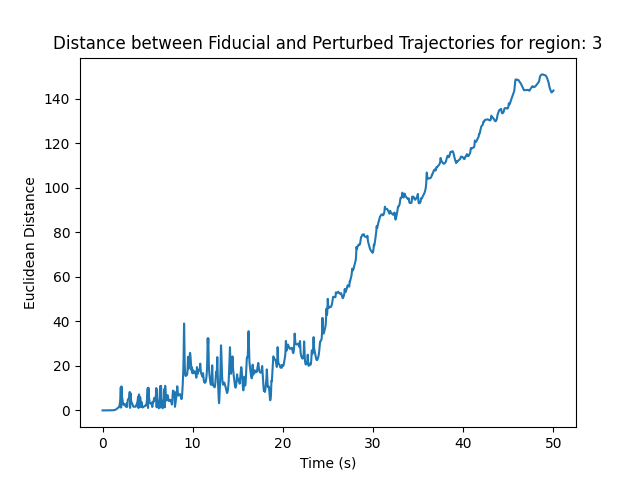 Distance between Fiducial and Perturbed Trajectories for region: 3
Euclidean Distance
140
120
100
80
60
40
20
0
0 10 20 30 40 50
Time (s)